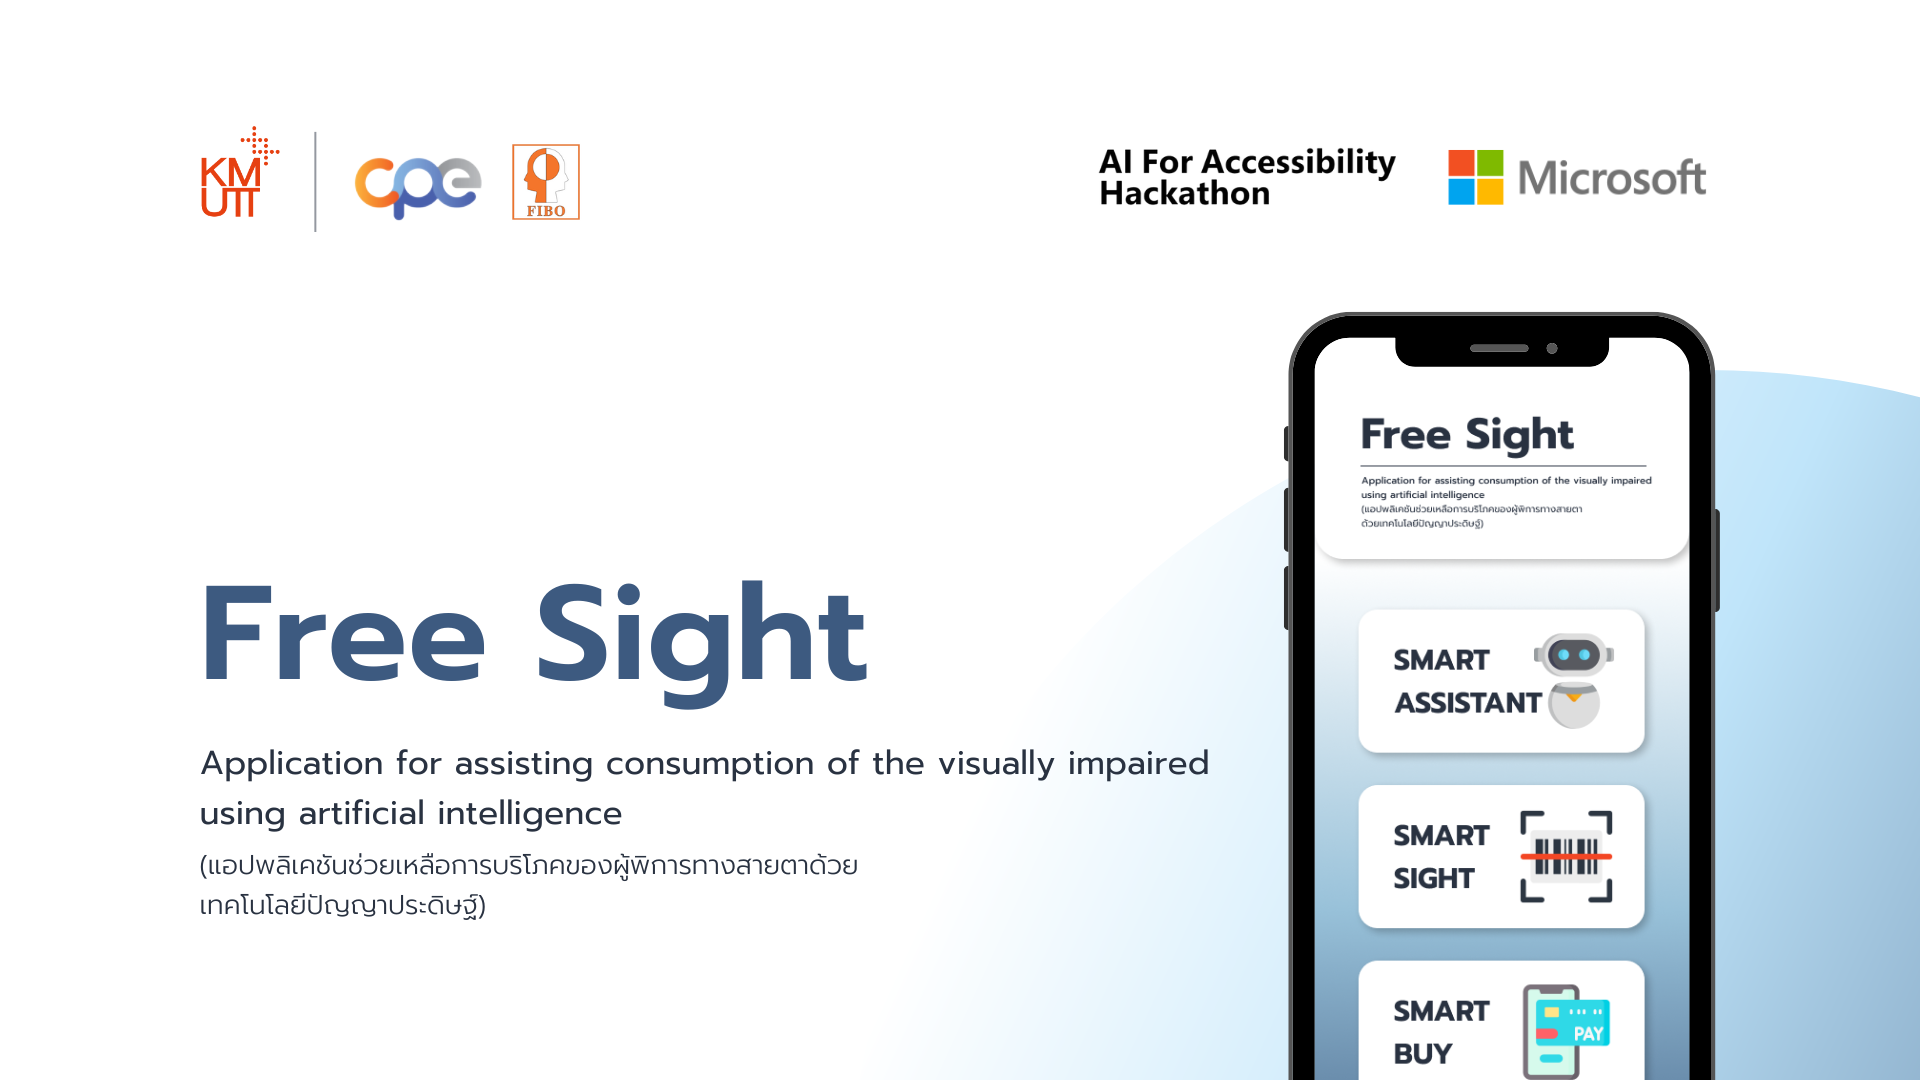 KM
UTT
cpe
FIBO
AI For Accessibility
Hackathon
Microsoft
Free Sight
Application for assisting consumption of the visually impaired
using artificial intelligence
(แอปพลิเคชันช่วยเหลือการบริโภคของผู้พิการทางสายตาด้วย
เทคโนโลยีปัญญาประดิษฐ์)
Free Sight
Application for assisting consumption of the visually impaired
using artificial intelligence
(แอปพลิเคชันช่วยเหลือการบริโภคของผู้พิการทางสายตา
ด้วยเทคโนโลยีปัญญาประดิษฐ์)
SMART
ASSISTANT
SMART
SIGHT
SMART
BUY
PAY